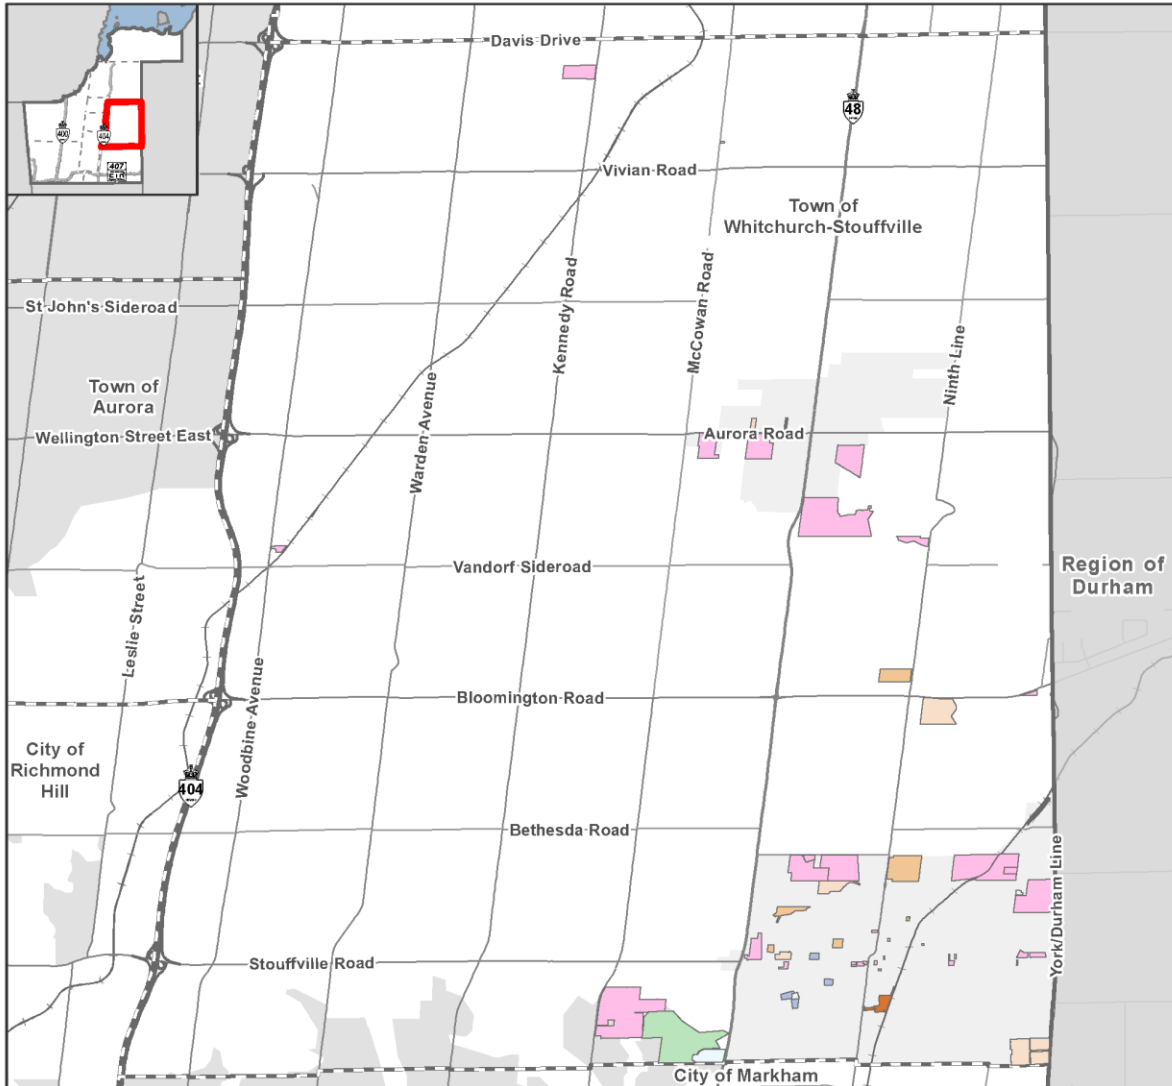 Davis Drive
48
400
404
407
Vivian Road
Town of
Whitchurch-Stouffville
St John's Sideroad
Kennedy Road
McCowan Road
Ninth Line
Town of
Aurora
Warden Avenue
Wellington Street East
Aurora Road
Vandorf Sideroad
Region of
Durham
Leslie Street
Bloomington Road
Woodbine Avenue
City of
Richmond
Hill
404
Bethesda Road
York/Durham Line
Stouffville Road
City of Markham